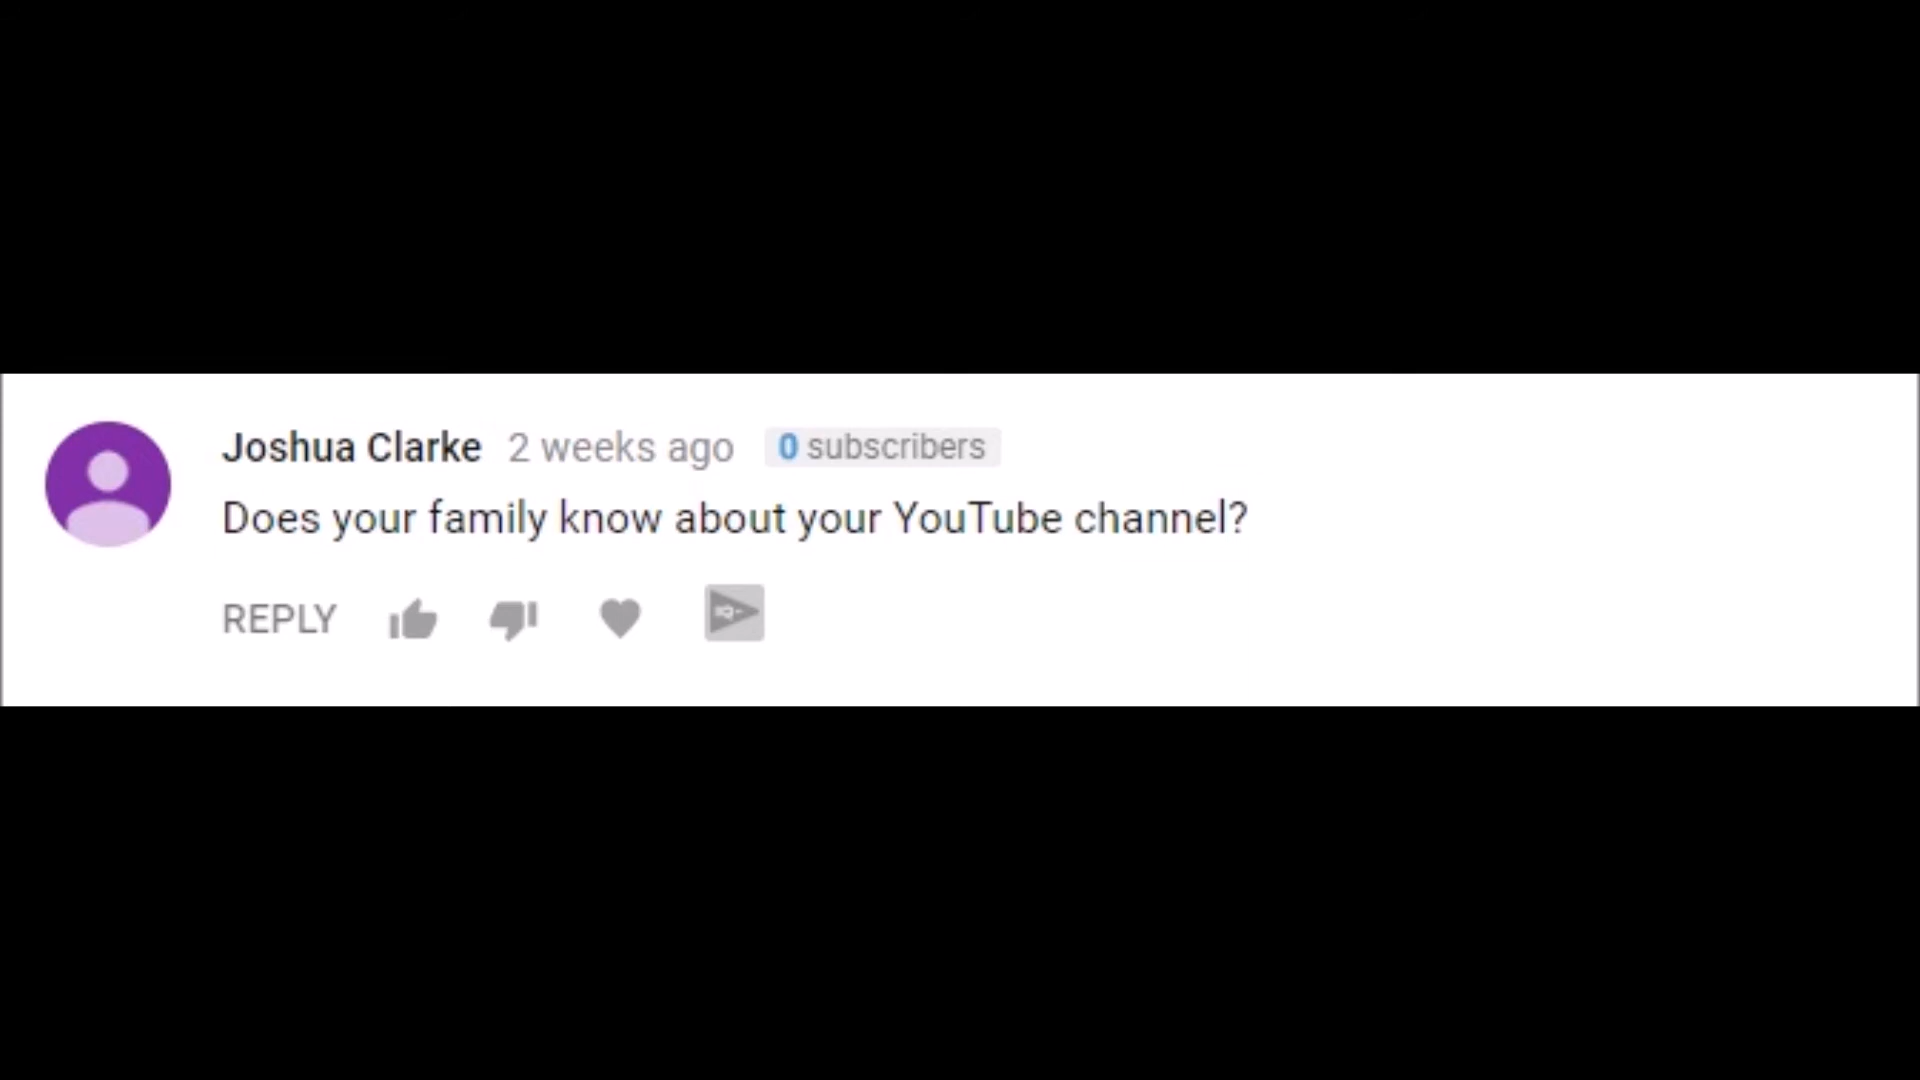 Joshua Clarke 2 weeks ago 0 subscribers
Does your family know about your YouTube channel?
REPLY